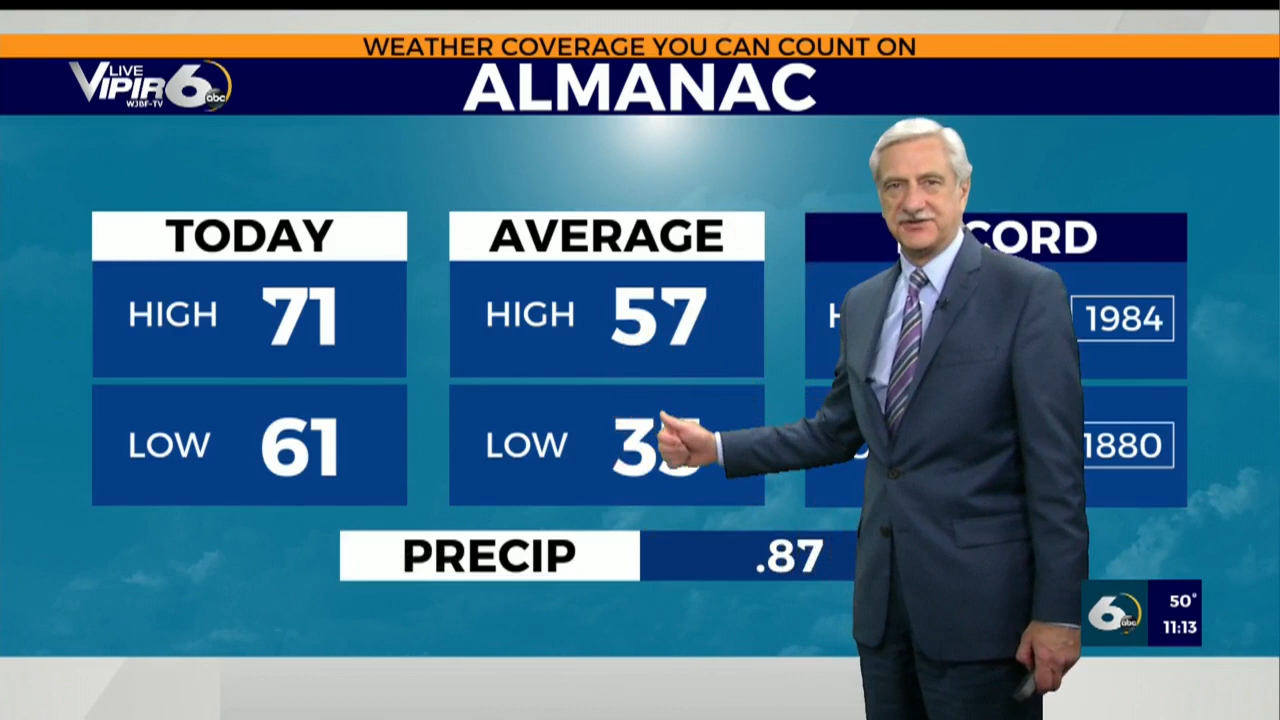 WEATHER COVERAGE YOU CAN COUNT ON
LIVE
VIPIR 6
abc
WJBF-TV
ALMANAC
TODAY
HIGH 71
LOW 61
AVERAGE
HIGH 57
LOW
1984
1880
PRECIP .87
6
abc
50°
11:13